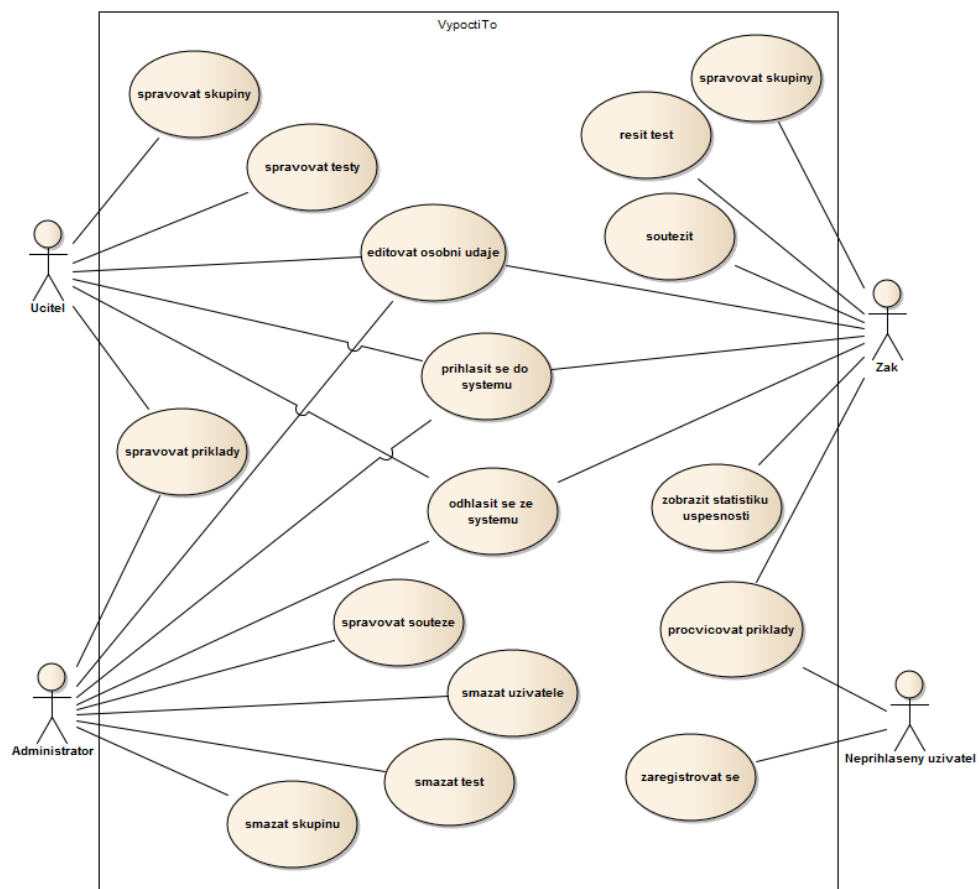 VypoctiTo
spravovat skupiny
spravovat skupiny
resit test
spravovat testy
soutezit
editovat osobni udaje
Ucitel
Zak
prihlasit se do
systemu
spravovat priklady
odhlasit se ze
systemu
zobrazit statistiku
uspesnosti
spravovat souteze
procvicovat priklady
smazat uzivatele
Administrator
Neprihlaseny uzivatel
zaregistrovat se
smazat test
smazat skupinu